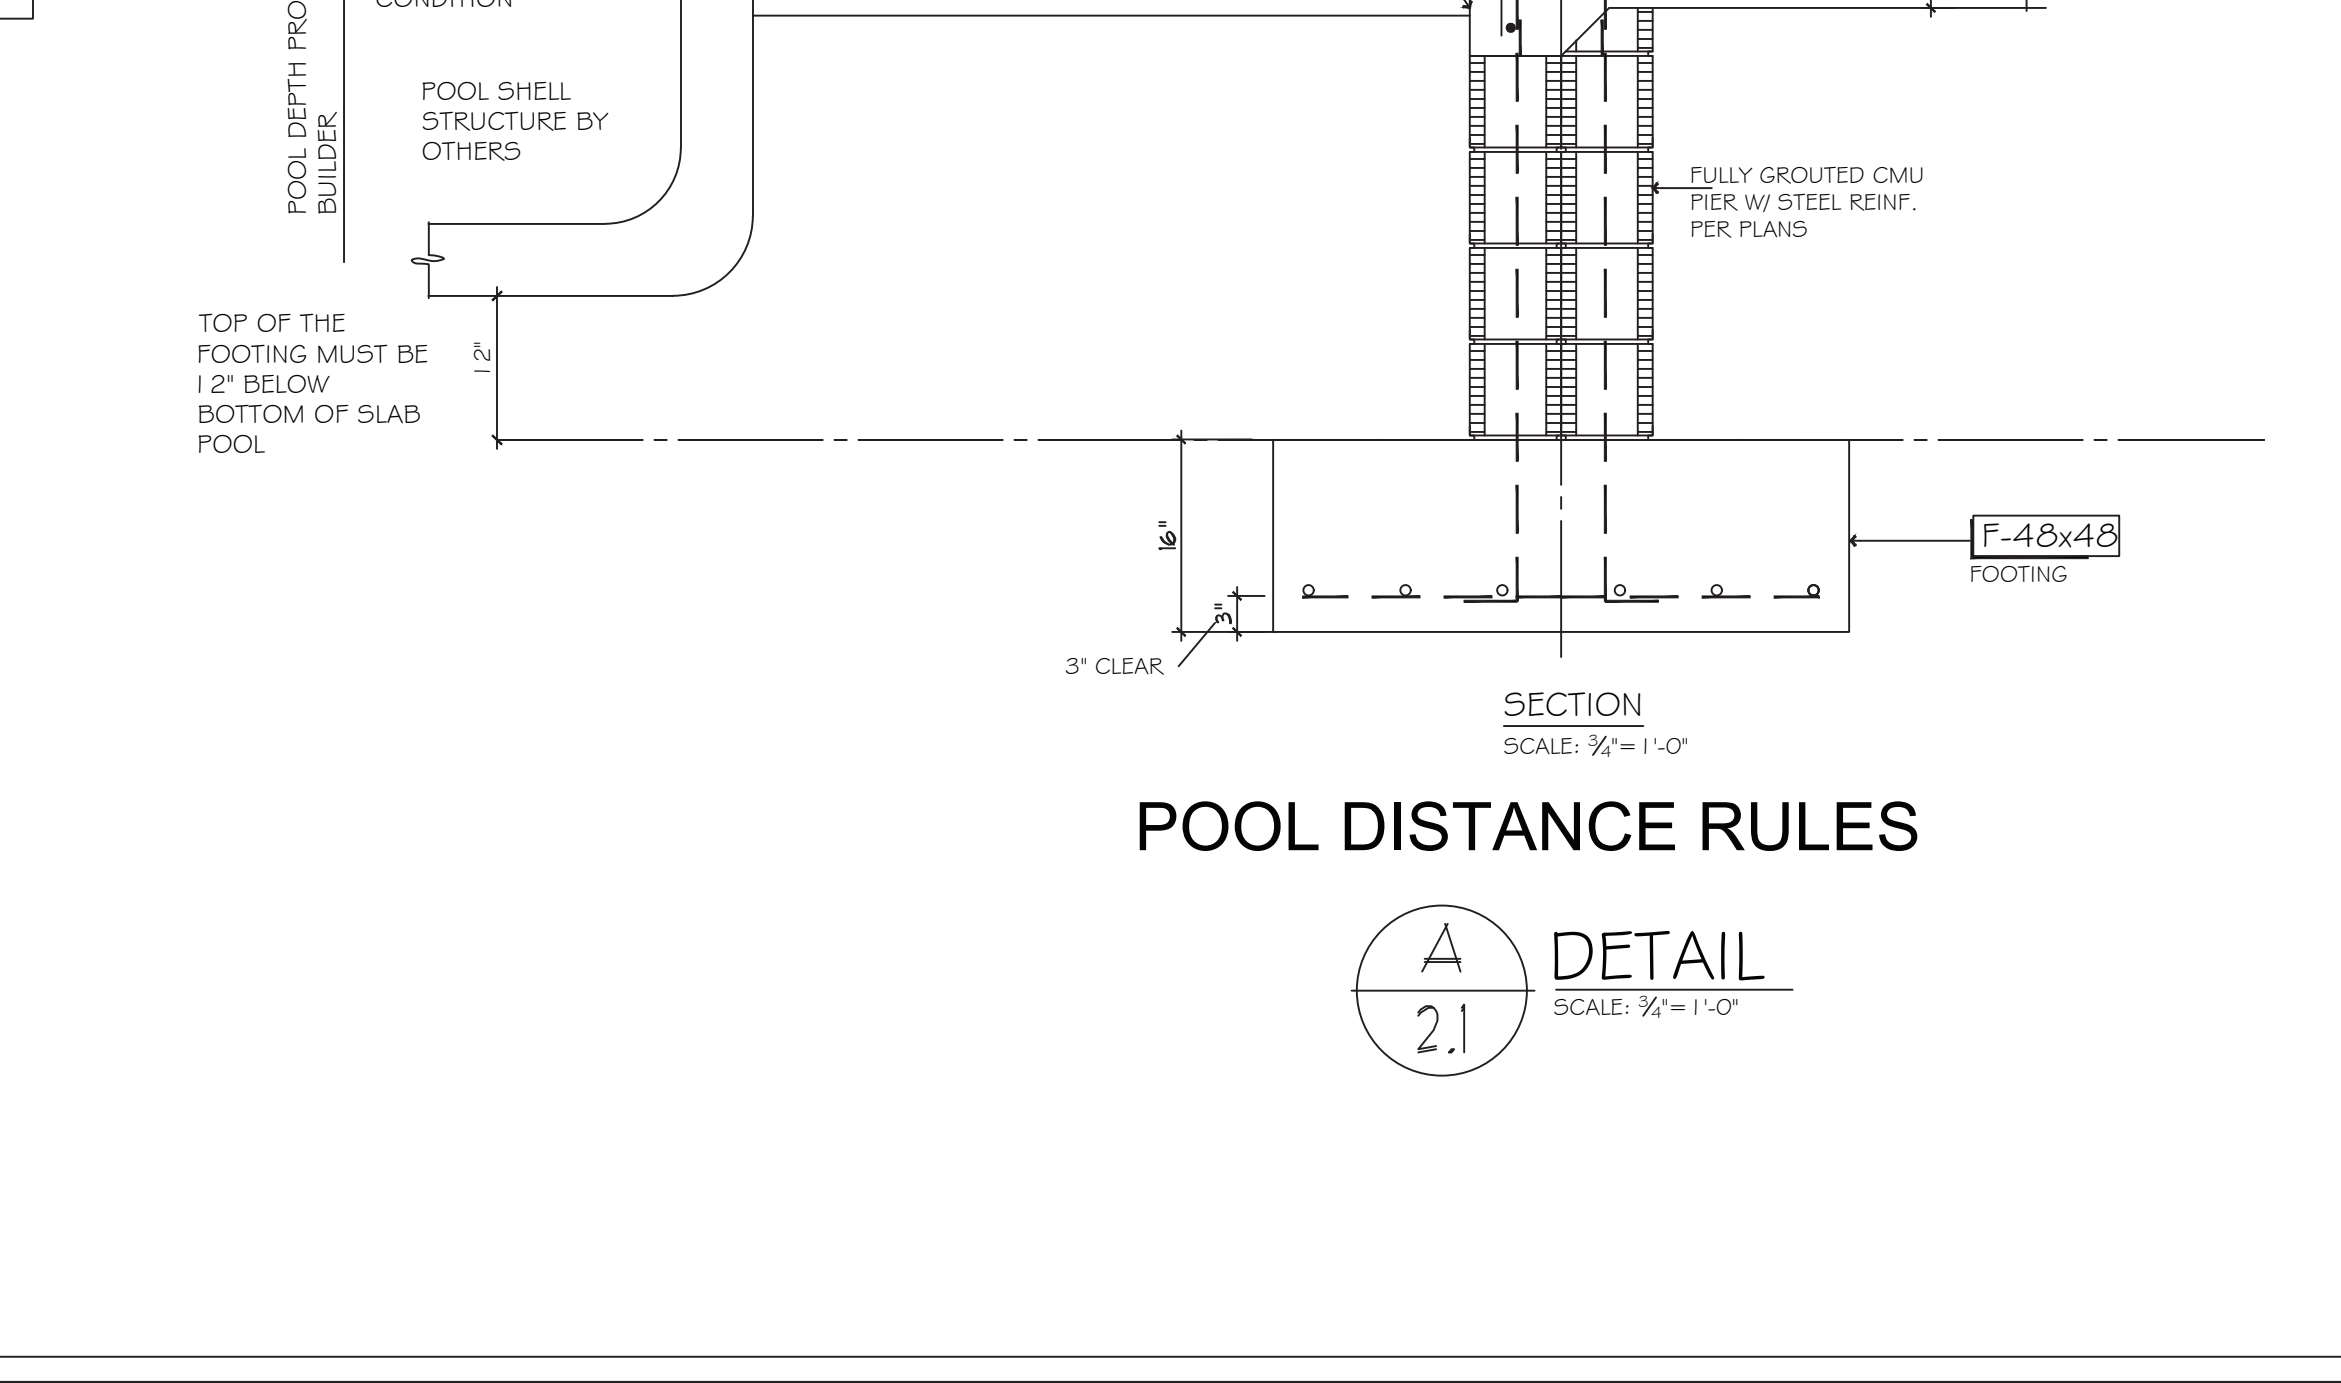 CONDITION
POOL DEPTH PRO
BUILDER
POOL SHELL
STRUCTURE BY
OTHERS
FULLY GROUTED CMU
PIER W/ STEEL REINF.
PER PLANS
TOP OF THE
FOOTING MUST BE
12" BELOW
BOTTOM OF SLAB
POOL
12"
16"
3"
F-48x48
FOOTING
3" CLEAR
SECTION
SCALE: ¾"=1'-0"
POOL DISTANCE RULES
A
2.1
DETAIL
SCALE: ¾"=1'-0"